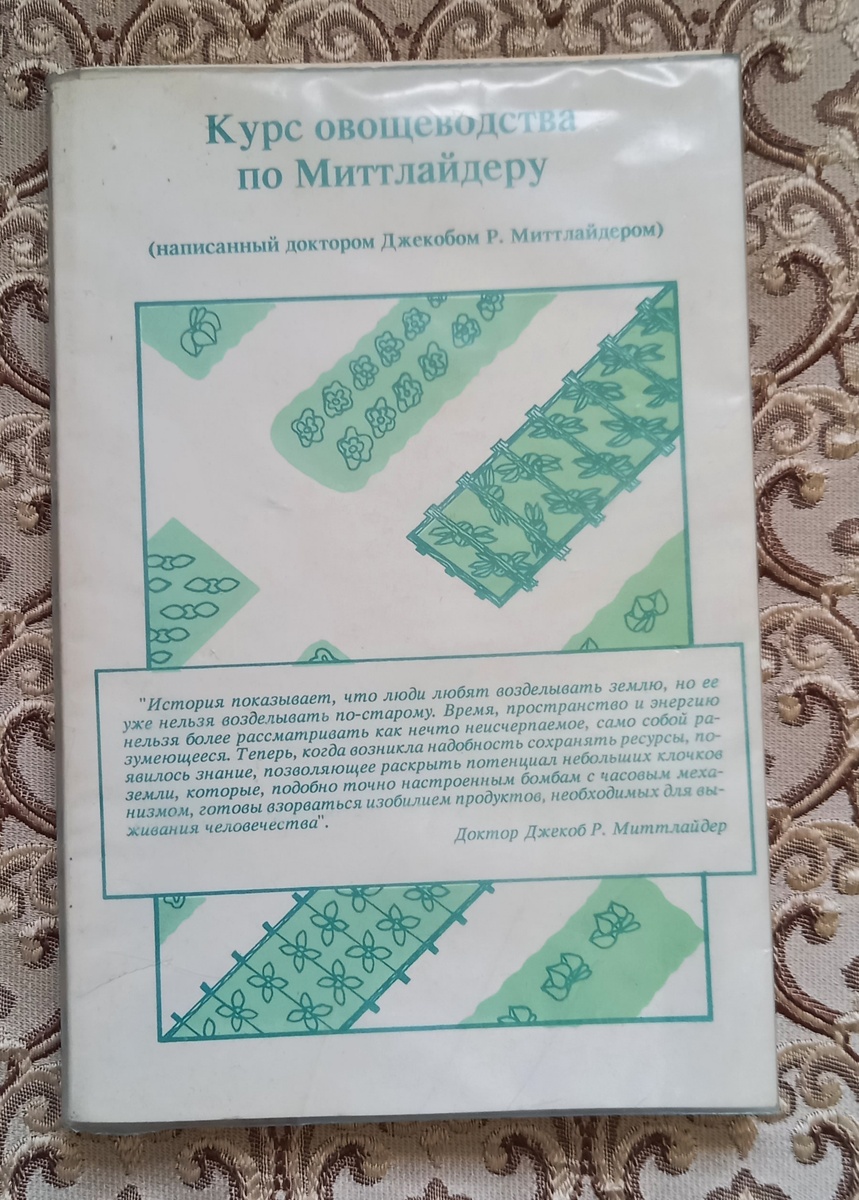 Курс овощеводства
по Миттлайдеру
(написанный доктором Джекобом Р. Миттлайдером)
"История показывает, что люди любят возделывать землю, но ее
уже нельзя возделывать по-старому. Время, пространство и энергию
нельзя более рассматривать как нечто неисчерпаемое, само собой ра-
зумеющееся. Теперь, когда возникла надобность сохранять ресурсы, по-
явилось знание, позволяющее раскрыть потенциал небольших клочков
земли, которые, подобно точно настроенным бомбам с часовым меха-
низмом, готовы взорваться изобилием продуктов, необходимых для вы-
живания человечества".
Доктор Джекоб Р. Миттлайдер